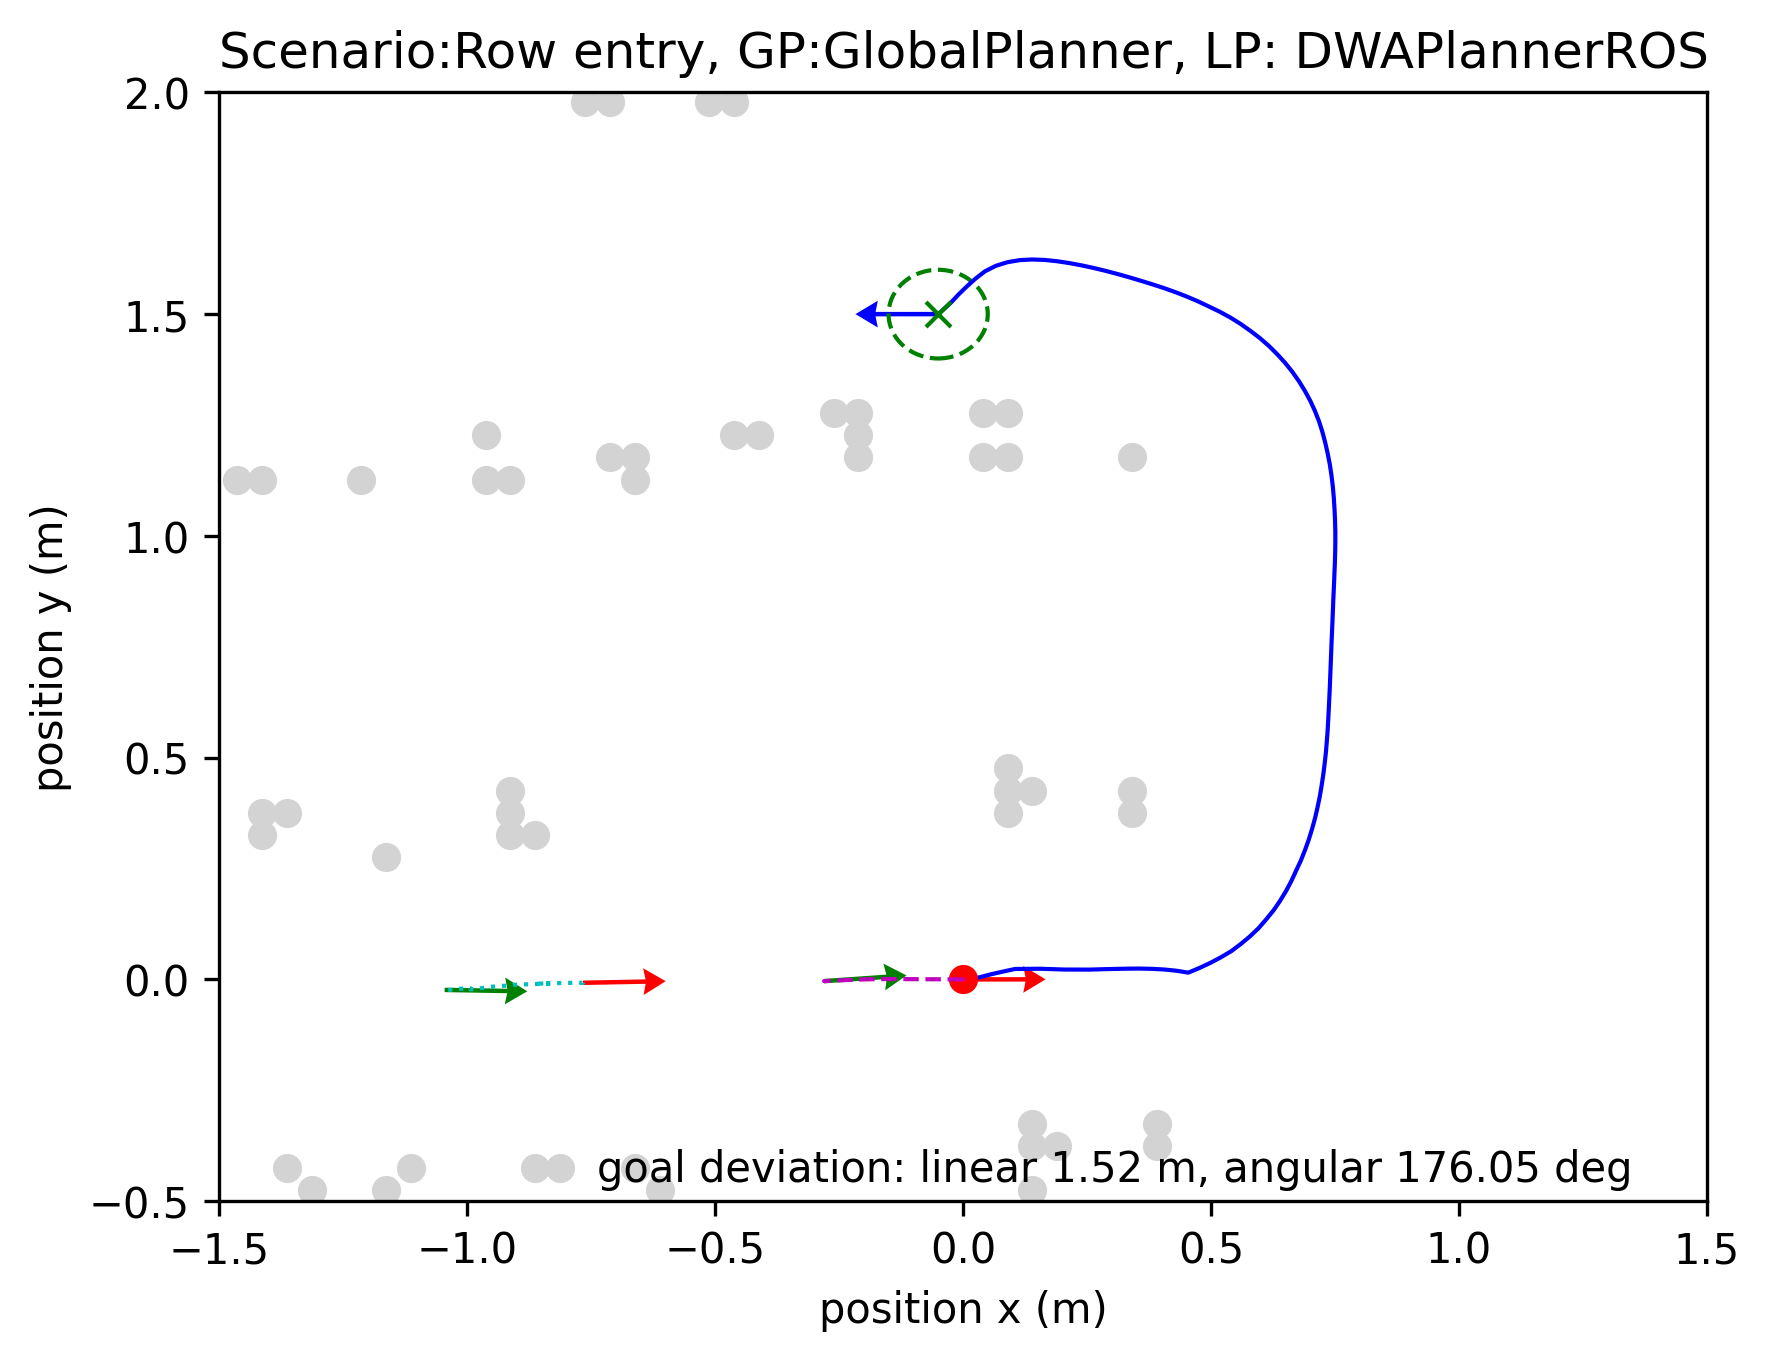 Scenario:Row entry, GP:GlobalPlanner, LP: DWAPlannerROS
2.0
1.5
1.0
0.5
0.0
−0.5
position y (m)
goal deviation: linear 1.52 m, angular 176.05 deg
−1.5 −1.0 −0.5 0.0 0.5 1.0 1.5
position x (m)